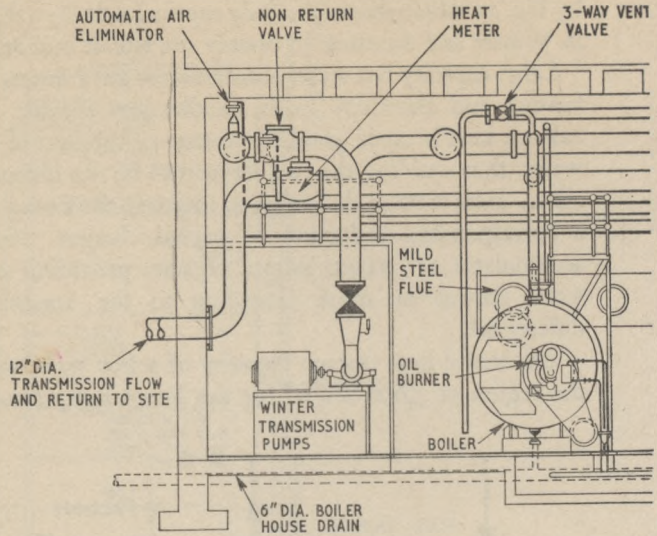 AUTOMATIC AIR
ELIMINATOR
NON RETURN
VALVE
HEAT
METER
3-WAY VENT
VALVE
MILD
STEEL
FLUE
12"DIA.
TRANSMISSION FLOW
AND RETURN TO SITE
OIL
BURNER
WINTER
TRANSMISSION
PUMPS
BOILER
6"DIA. BOILER
HOUSE DRAIN